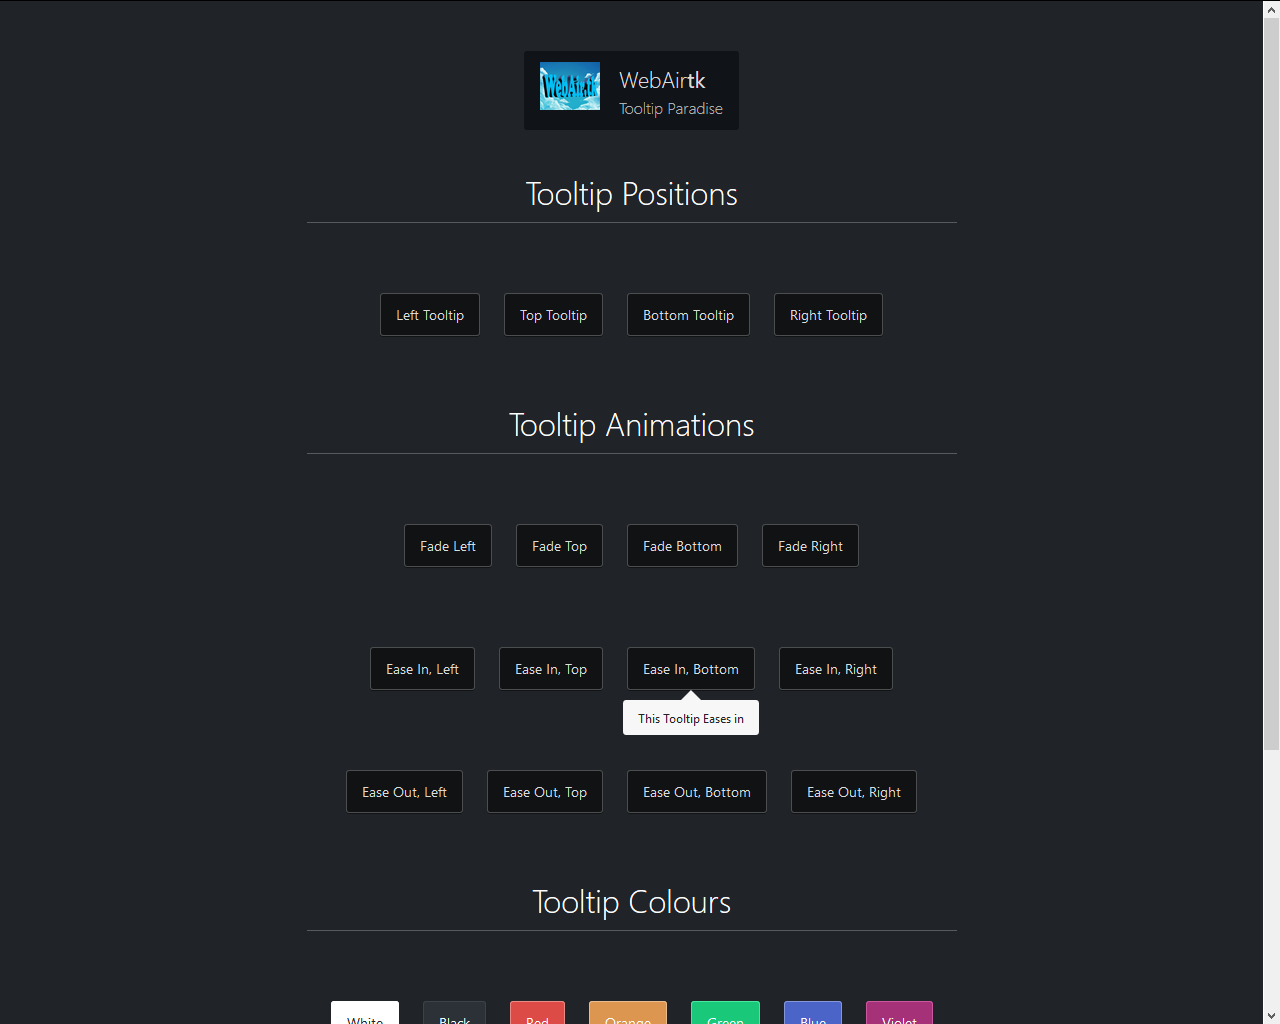 WebAir.tk
WebAirtk
Tooltip Paradise
Tooltip Positions
Left Tooltip
Top Tooltip
Bottom Tooltip
Right Tooltip
Tooltip Animations
Fade Left
Fade Top
Fade Bottom
Fade Right
Ease In, Left
Ease In, Top
Ease In, Bottom
Ease In, Right
This Tooltip Eases in
Ease Out, Left
Ease Out, Top
Ease Out, Bottom
Ease Out, Right
Tooltip Colours
White
Black
Red
Orange
Green
Blue
Violet